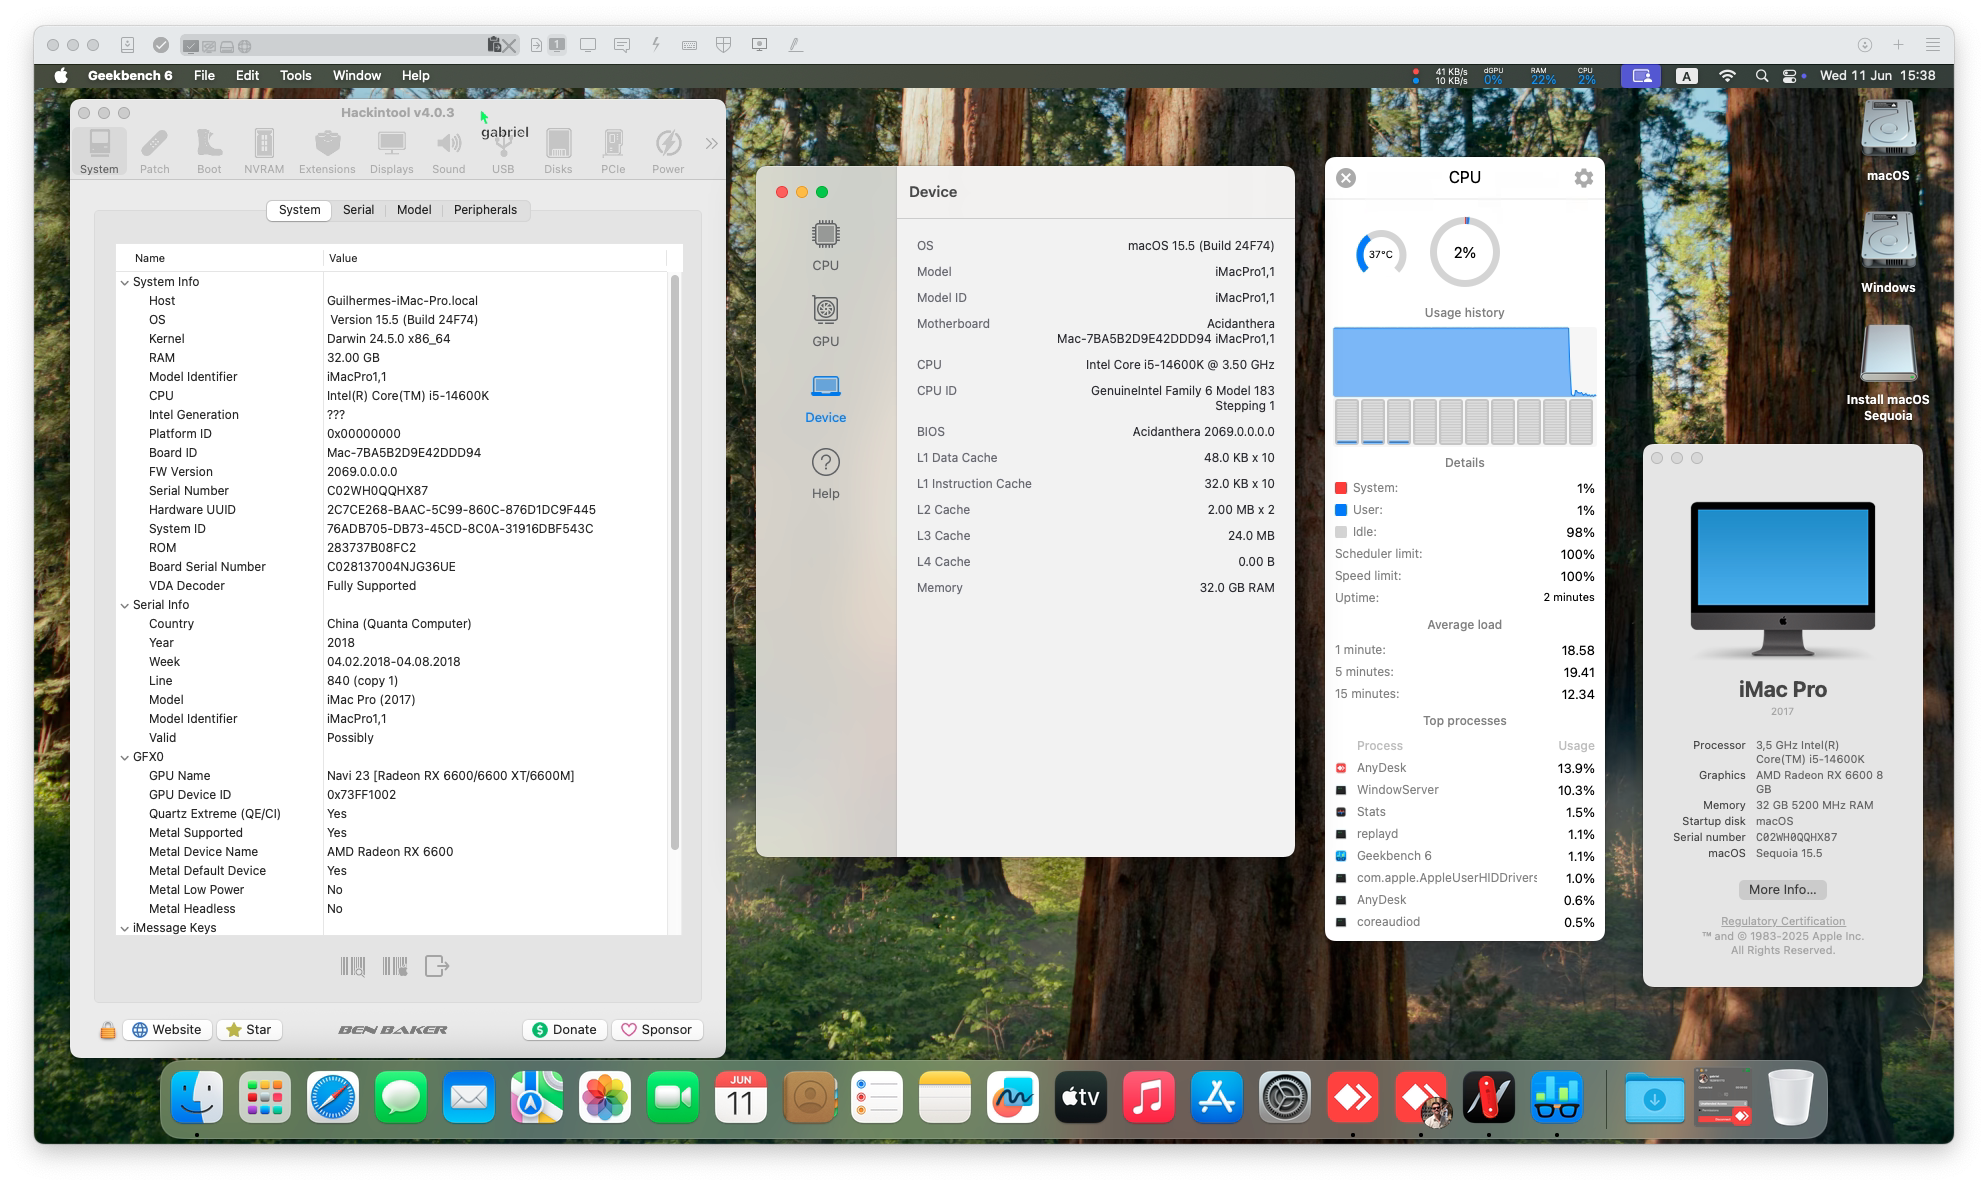 1
Geekbench 6 File Edit Tools Window Help
41 KB/s
10 KB/s
dGPU
0%
RAM
22%
CPU
2%
A
Wed 11 Jun 15:38
Hackintool v4.0.3
gabriel
System Patch Boot NVRAM Extensions Displays Sound USB Disks PCIe Power
System Serial Model Peripherals
Name Value
System Info
Host Guilhermes-iMac-Pro.local
OS Version 15.5 (Build 24F74)
Kernel Darwin 24.5.0 x86_64
RAM 32.00 GB
Model Identifier iMacPro1,1
CPU Intel(R) Core(TM) i5-14600K
Intel Generation ???
Platform ID 0x00000000
Board ID Mac-7BA5B2D9E42DDD94
FW Version 2069.0.0.0.0
Serial Number C02WH0QQHX87
Hardware UUID 2C7CE268-BAAC-5C99-860C-876D1DC9F445
System ID 76ADB705-DB73-45CD-8C0A-31916DBF543C
ROM 283737B08FC2
Board Serial Number C028137004NJG36UE
VDA Decoder Fully Supported
Serial Info
Country China (Quanta Computer)
Year 2018
Week 04.02.2018-04.08.2018
Line 840 (copy 1)
Model iMac Pro (2017)
Model Identifier iMacPro1,1
Valid Possibly
GFX0
GPU Name Navi 23 [Radeon RX 6600/6600 XT/6600M]
GPU Device ID 0x73FF1002
Quartz Extreme (QE/CI) Yes
Metal Supported Yes
Metal Device Name AMD Radeon RX 6600
Metal Default Device Yes
Metal Low Power No
Metal Headless No
iMessage Keys
Website Star BEN BAKER Donate Sponsor
CPU
GPU
Device
Help
Device
OS macOS 15.5 (Build 24F74)
Model iMacPro1,1
Model ID iMacPro1,1
Motherboard Acidanthera
Mac-7BA5B2D9E42DDD94 iMacPro1,1
CPU Intel Core i5-14600K @ 3.50 GHz
CPU ID GenuineIntel Family 6 Model 183
Stepping 1
BIOS Acidanthera 2069.0.0.0.0
L1 Data Cache 48.0 KB x 10
L1 Instruction Cache 32.0 KB x 10
L2 Cache 2.00 MB x 2
L3 Cache 24.0 MB
L4 Cache 0.00 B
Memory 32.0 GB RAM
CPU
37°C 2%
Usage history
Details
System: 1%
User: 1%
Idle: 98%
Scheduler limit: 100%
Speed limit: 100%
Uptime: 2 minutes
Average load
1 minute: 18.58
5 minutes: 19.41
15 minutes: 12.34
Top processes
Process Usage
AnyDesk 13.9%
WindowServer 10.3%
Stats 1.5%
replayd 1.1%
Geekbench 6 1.1%
com.apple.AppleUserHIDDrivers 1.0%
AnyDesk 0.6%
coreaudiod 0.5%
macOS
Windows
Install macOS
Sequoia
iMac Pro
2017
Processor 3,5 GHz Intel(R)
Core(TM) i5-14600K
Graphics AMD Radeon RX 6600 8
GB
Memory 32 GB 5200 MHz RAM
Startup disk macOS
Serial number C02WH0QQHX87
macOS Sequoia 15.5
More Info...
Regulatory Certification
™ and © 1983-2025 Apple Inc.
All Rights Reserved.
JUN
11
tv